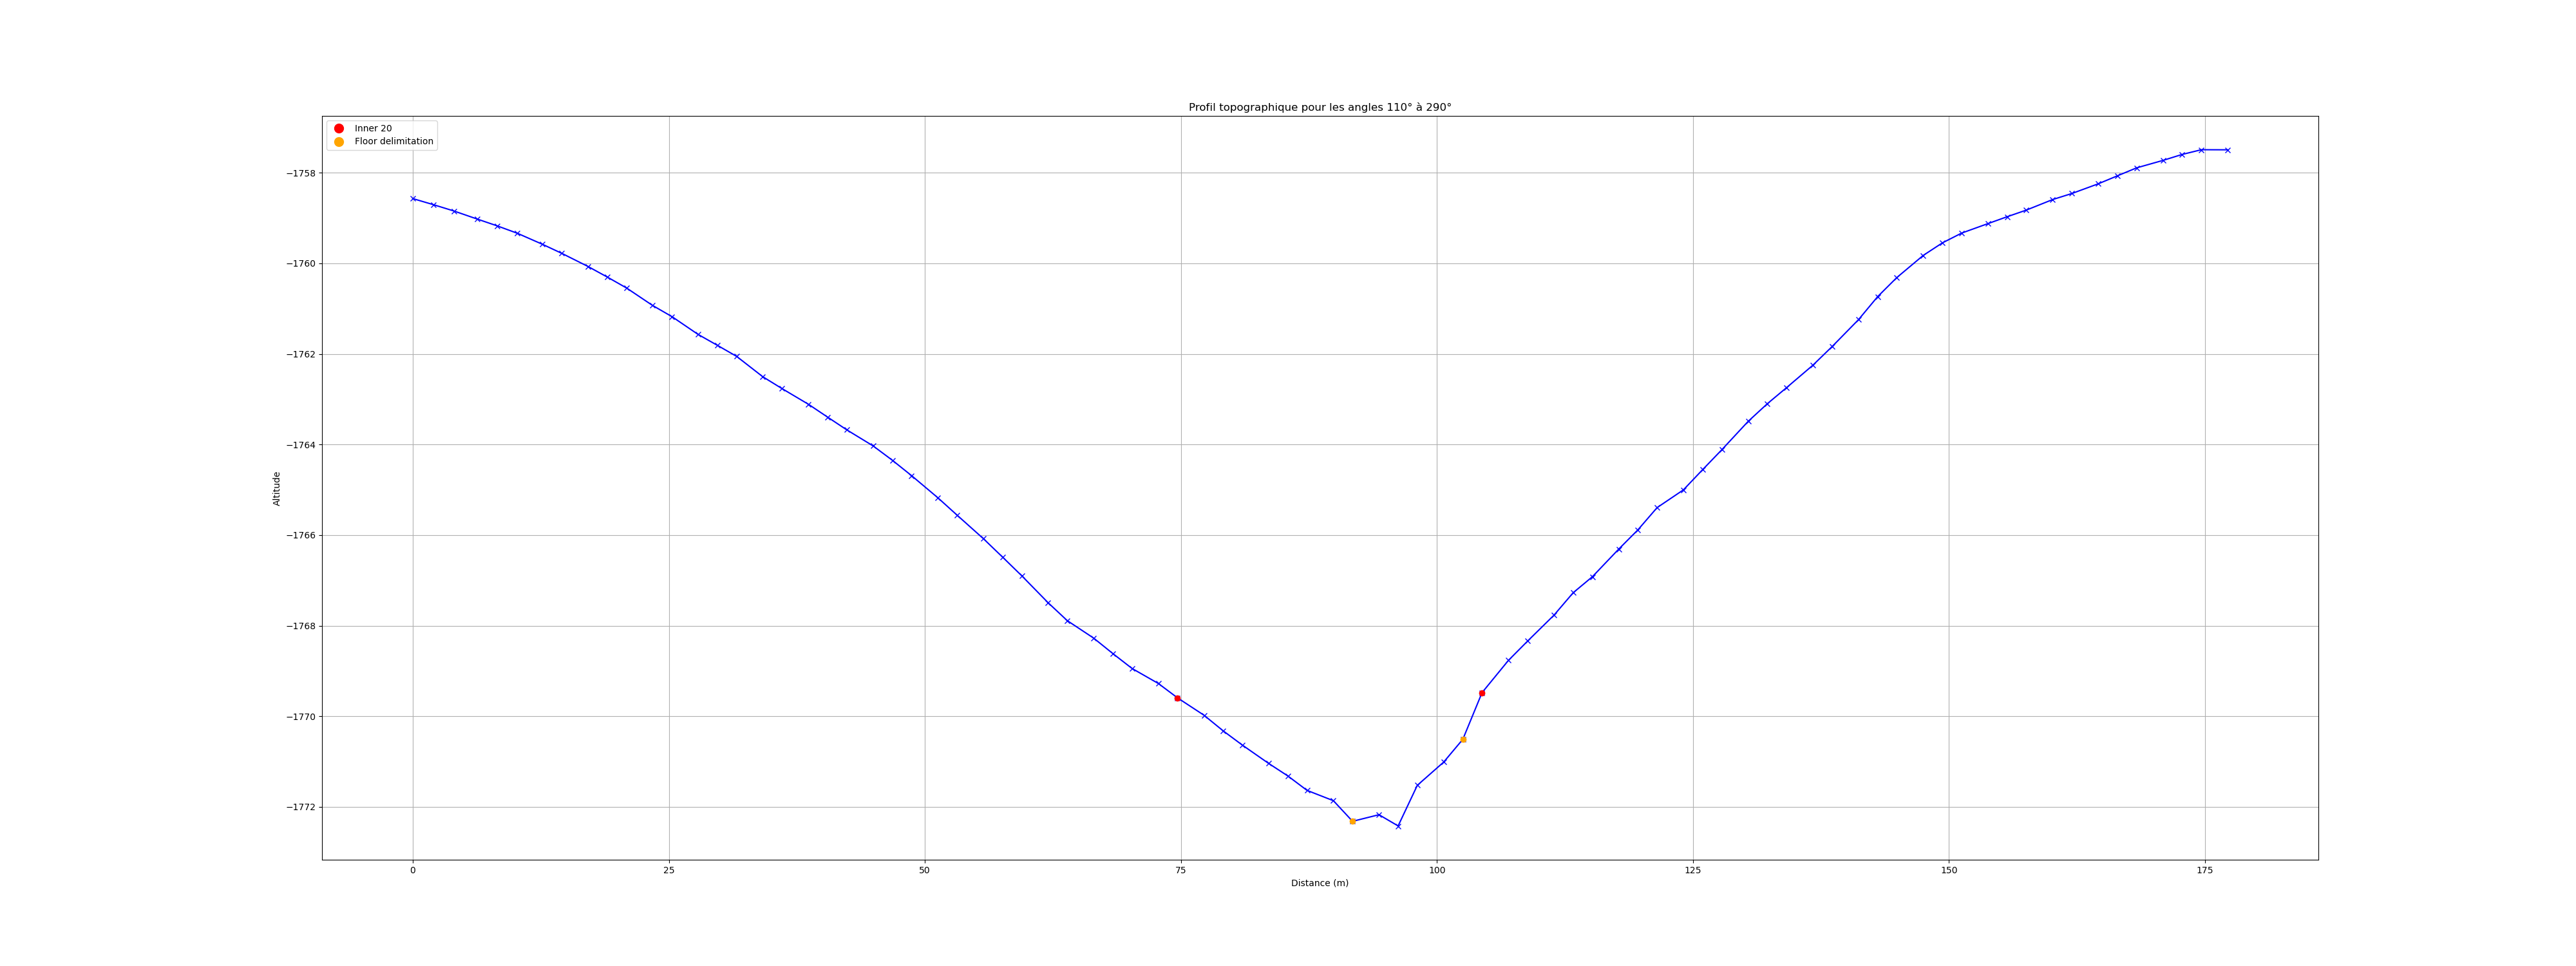 Profil topographique pour les angles 110° à 290°
Inner 20
Floor delimitation
−1758
−1760
−1762
−1764
−1766
−1768
−1770
−1772
Altitude
0 25 50 75 100 125 150 175
Distance (m)